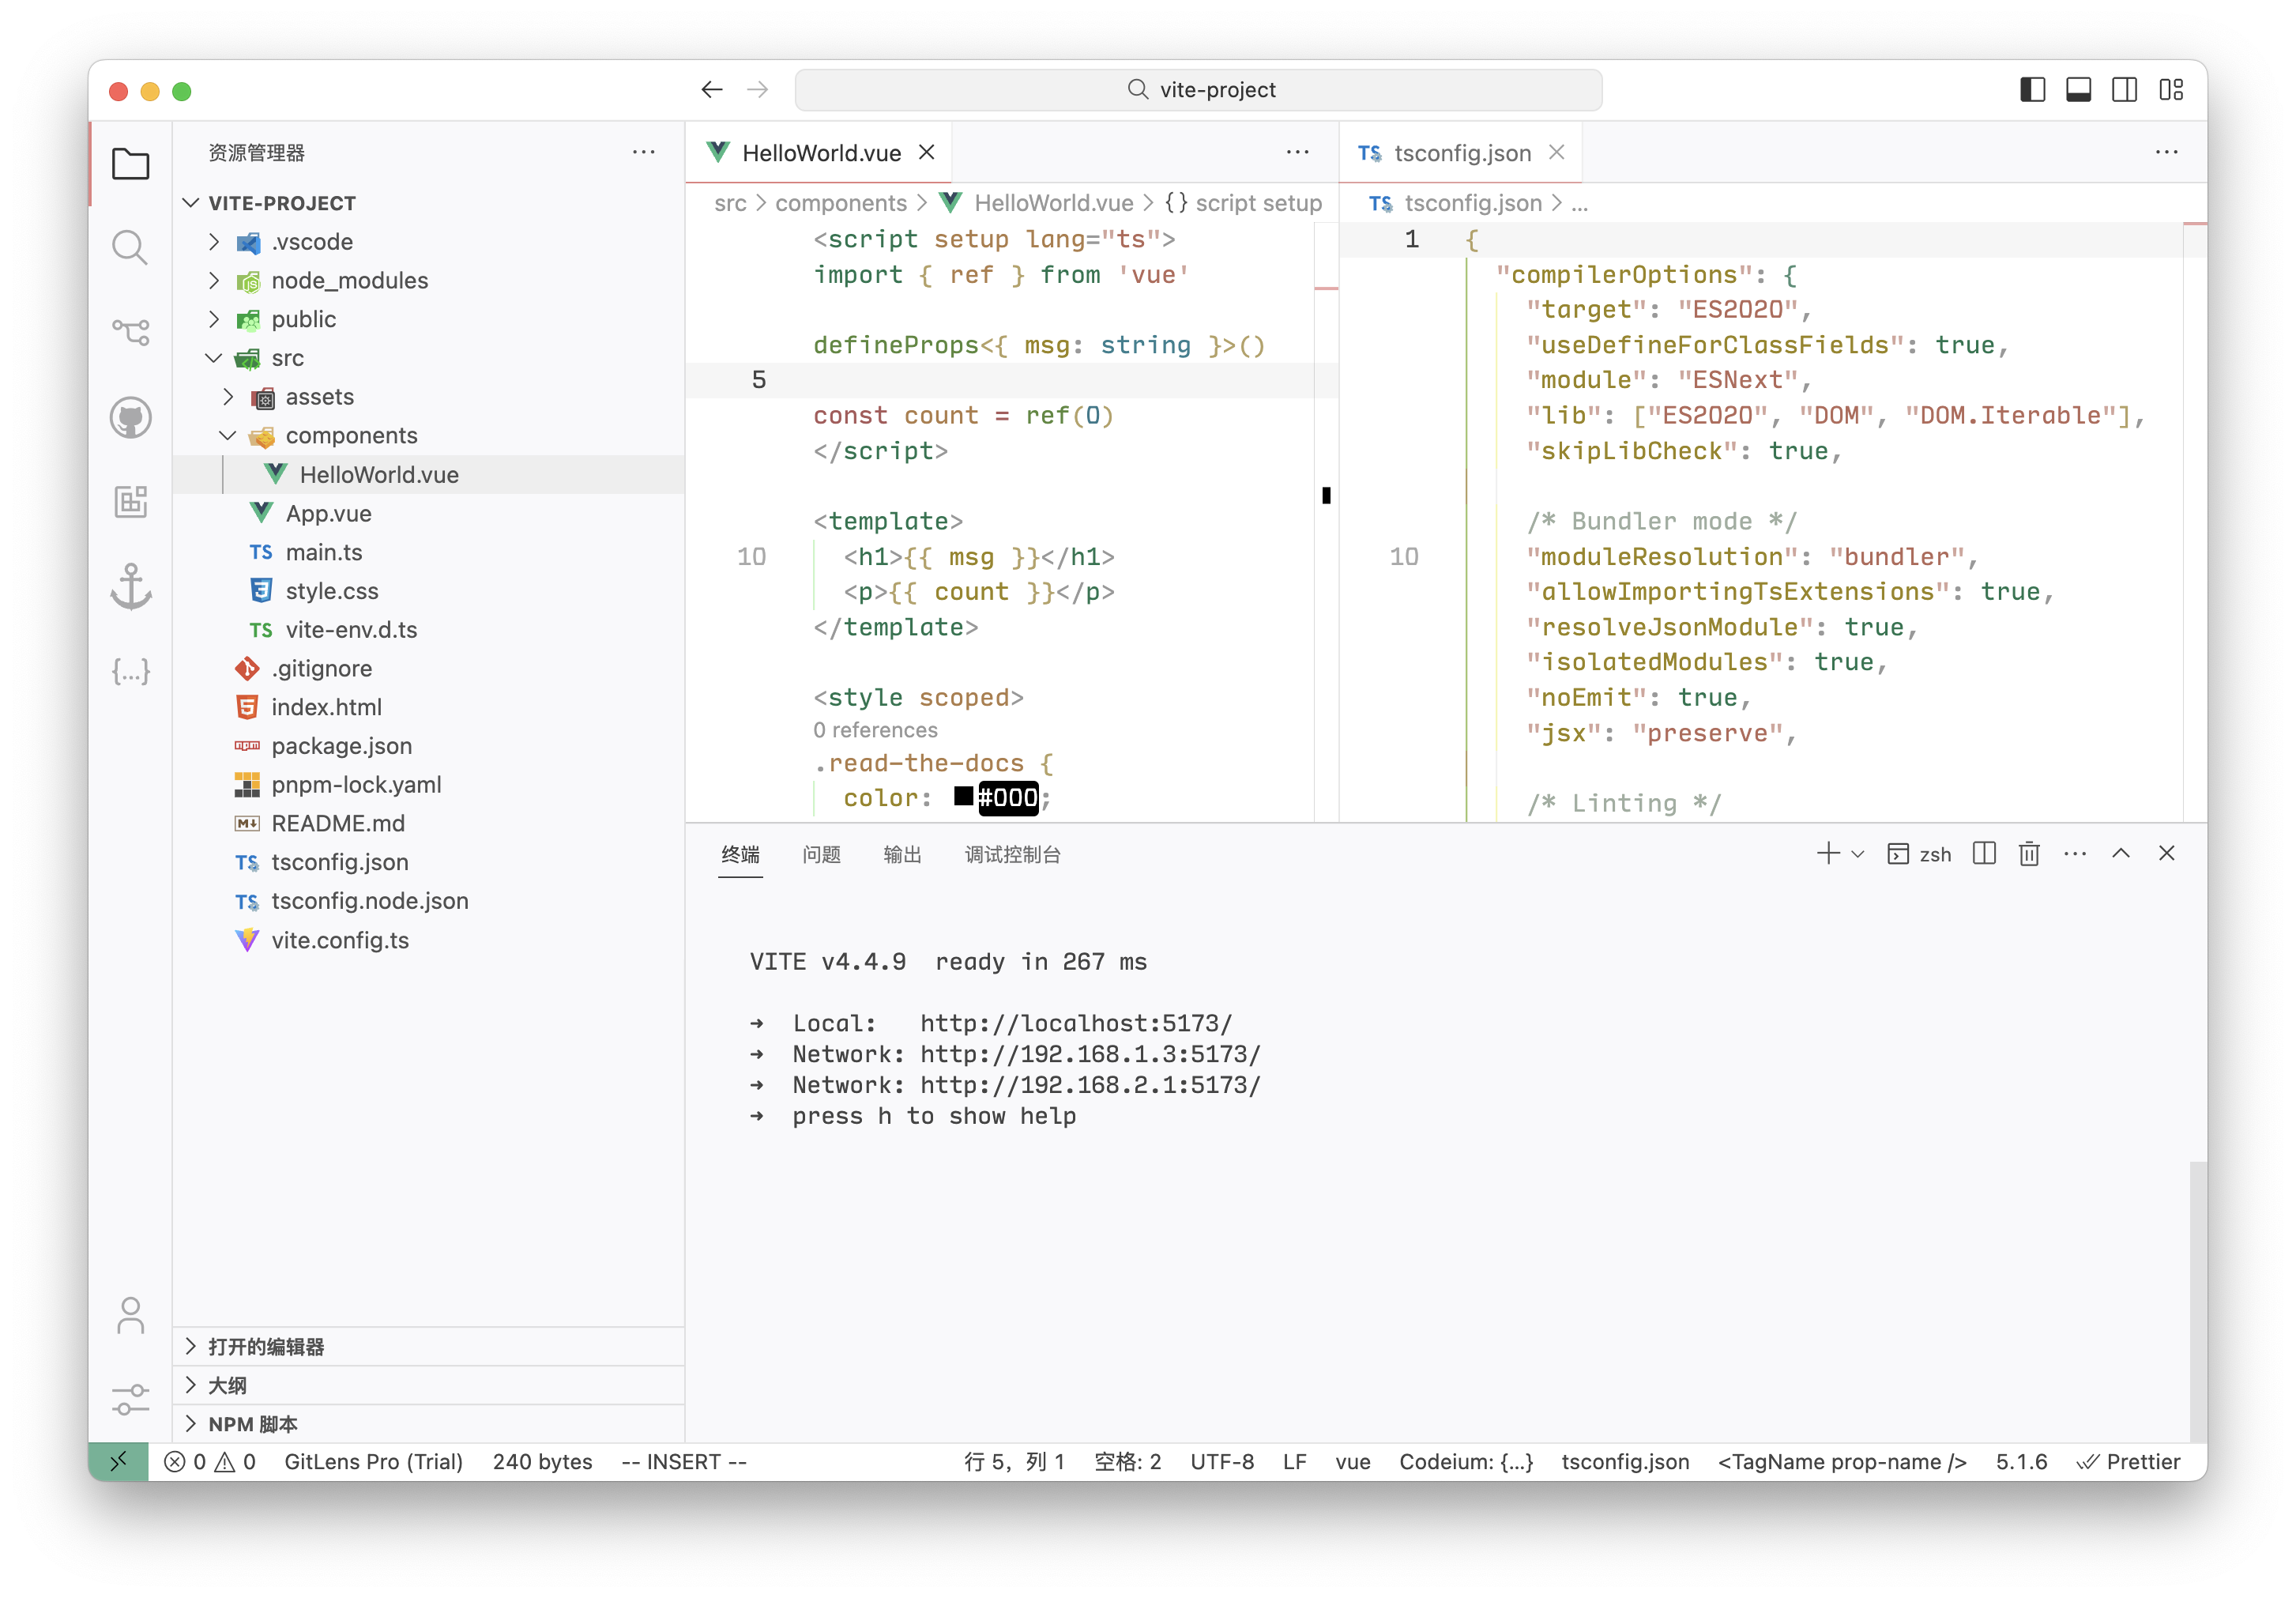 vite-project
资源管理器
VITE-PROJECT
.vscode
node_modules
public
src
assets
components
HelloWorld.vue
App.vue
main.ts
style.css
vite-env.d.ts
.gitignore
index.html
package.json
pnpm-lock.yaml
README.md
tsconfig.json
tsconfig.node.json
vite.config.ts
打开的编辑器
大纲
NPM 脚本
HelloWorld.vue
src > components > HelloWorld.vue > {} script setup
<script setup lang="ts">
import { ref } from 'vue'
defineProps<{ msg: string }>()
5
const count = ref(0)
</script>
<template>
10 <h1>{{ msg }}</h1>
<p>{{ count }}</p>
</template>
<style scoped>
0 references
.read-the-docs {
color: #000;
TS tsconfig.json
TS tsconfig.json > ...
1 {
"compilerOptions": {
"target": "ES2020",
"useDefineForClassFields": true,
"module": "ESNext",
"lib": ["ES2020", "DOM", "DOM.Iterable"],
"skipLibCheck": true,
/* Bundler mode */
10 "moduleResolution": "bundler",
"allowImportingTsExtensions": true,
"resolveJsonModule": true,
"isolatedModules": true,
"noEmit": true,
"jsx": "preserve",
/* Linting */
终端 问题 输出 调试控制台 zsh
VITE v4.4.9 ready in 267 ms
➜ Local: http://localhost:5173/
➜ Network: http://192.168.1.3:5173/
➜ Network: http://192.168.2.1:5173/
➜ press h to show help
0 0 GitLens Pro (Trial) 240 bytes -- INSERT -- 行 5，列 1 空格: 2 UTF-8 LF vue Codeium: {...} tsconfig.json <TagName prop-name /> 5.1.6 Prettier